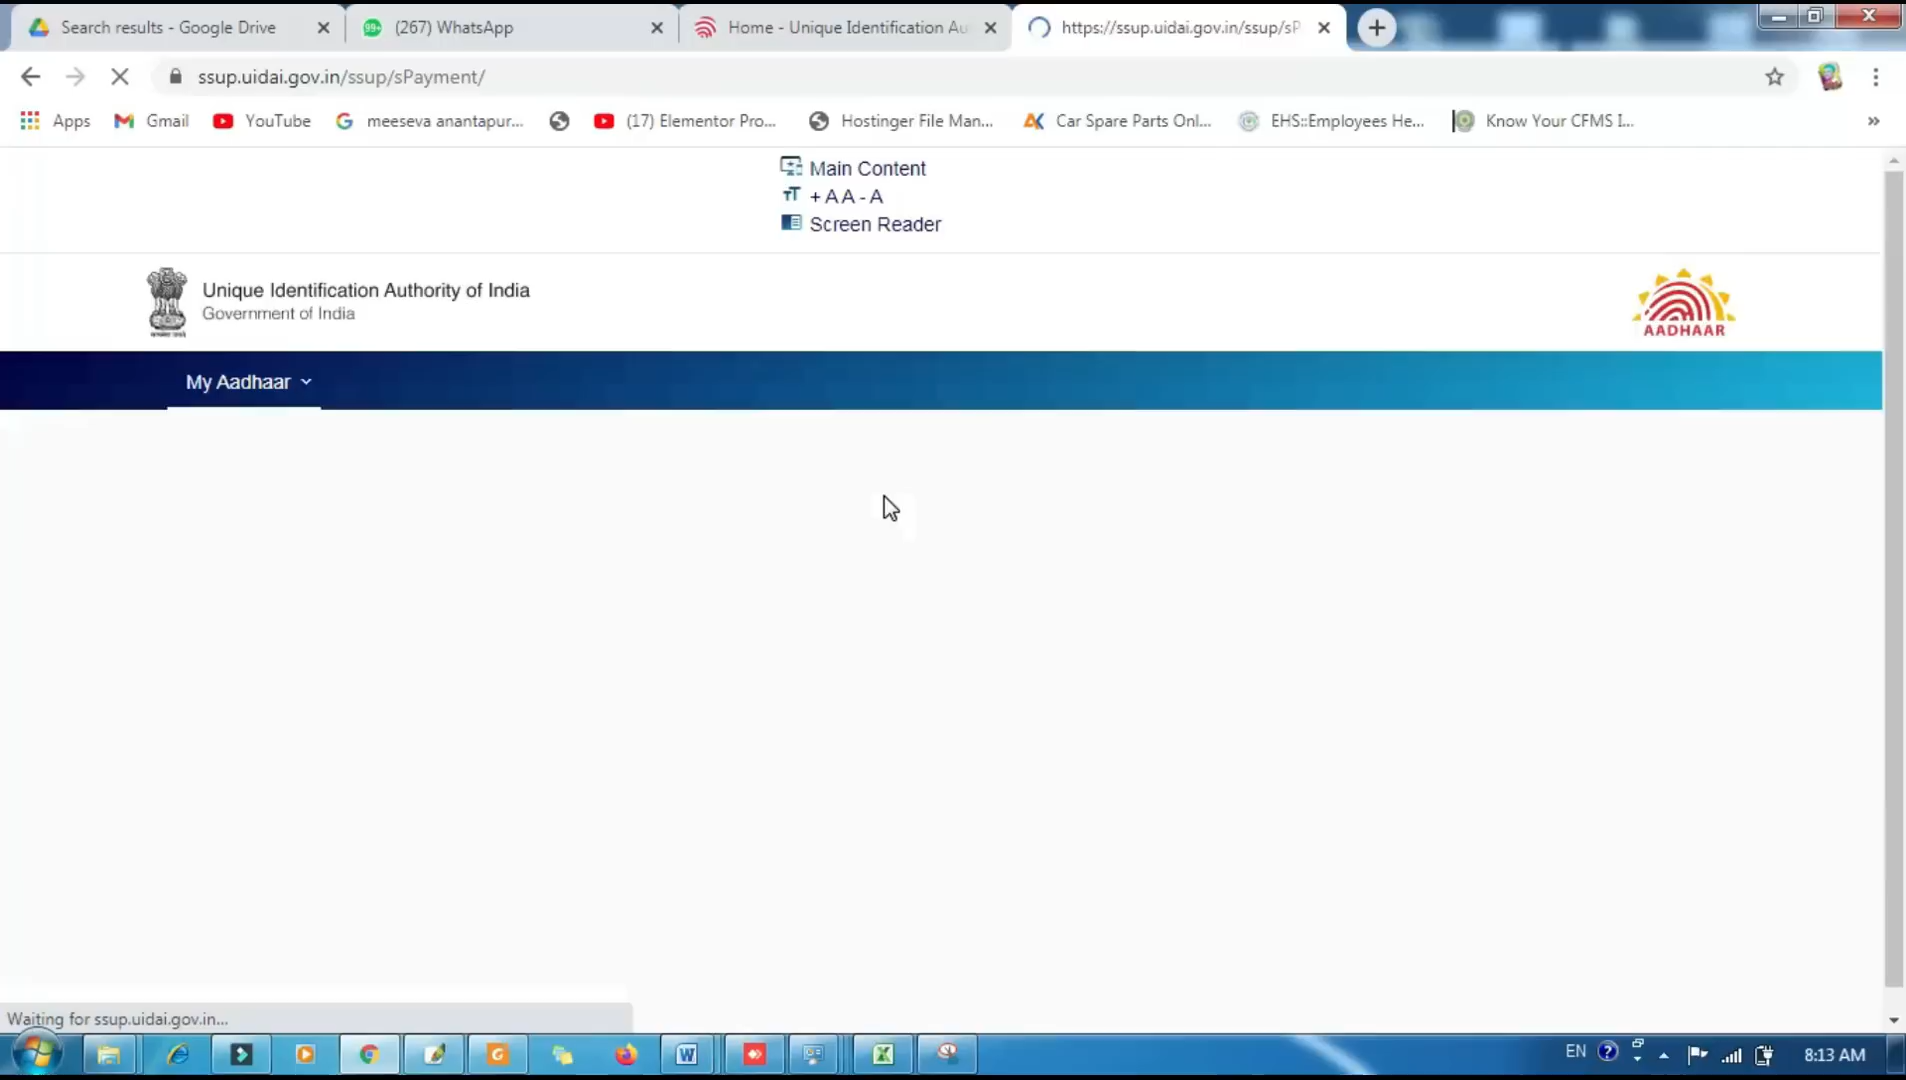 Search results - Google Drive
99+ (267) WhatsApp
Home - Unique Identification Au
https://ssup.uidai.gov.in/ssup/sP
ssup.uidai.gov.in/ssup/sPayment/
Apps
Gmail
YouTube
meeseva anantapur...
(17) Elementor Pro...
Hostinger File Man...
Car Spare Parts Onl...
EHS::Employees He...
Know Your CFMS I...
»
Main Content
+ A A - A
Screen Reader
Unique Identification Authority of India
Government of India
AADHAAR
My Aadhaar
Waiting for ssup.uidai.gov.in...
EN
8:13 AM